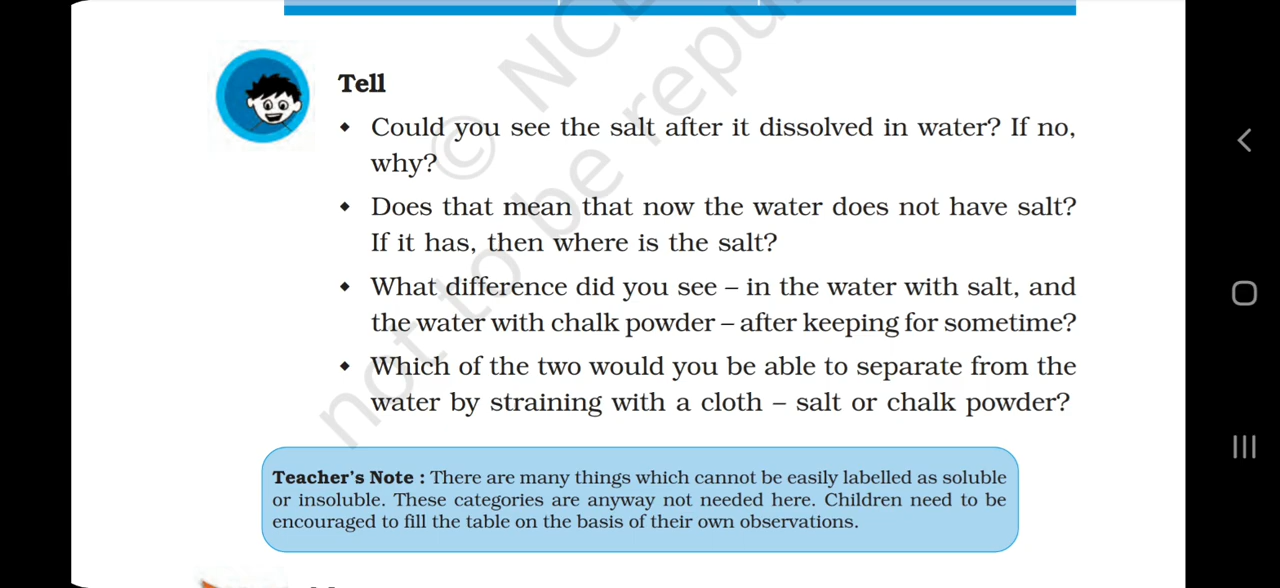 Tell
◆ Could you see the salt after it dissolved in water? If no,
why?
◆ Does that mean that now the water does not have salt?
If it has, then where is the salt?
◆ What difference did you see – in the water with salt, and
the water with chalk powder – after keeping for sometime?
◆ Which of the two would you be able to separate from the
water by straining with a cloth – salt or chalk powder?
Teacher's Note : There are many things which cannot be easily labelled as soluble
or insoluble. These categories are anyway not needed here. Children need to be
encouraged to fill the table on the basis of their own observations.
not to be repu
© NCE